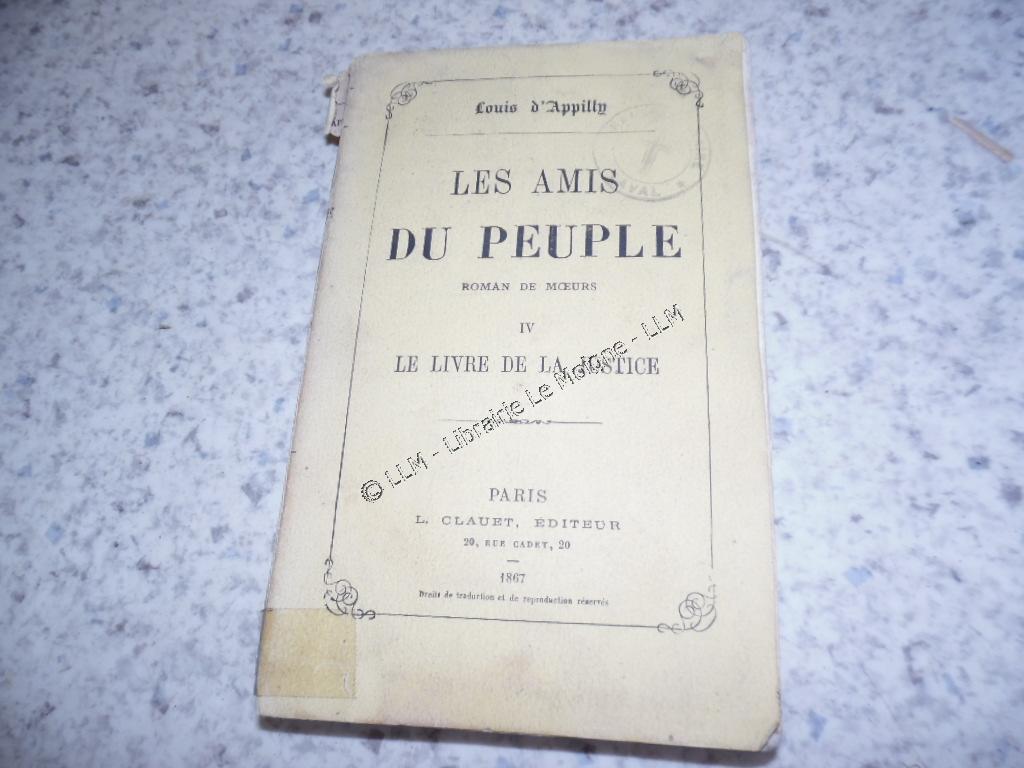 Louis d'Appilly
LES AMIS
DU PEUPLE
ROMAN DE MŒURS
IV
LE LIVRE DE LA JUSTICE
PARIS
L. CLAUET, ÉDITEUR
20, RUE CADET, 20
1867
Droits de traduction et de reproduction réservés
© LLM - Librairie Le Molgne - LLM